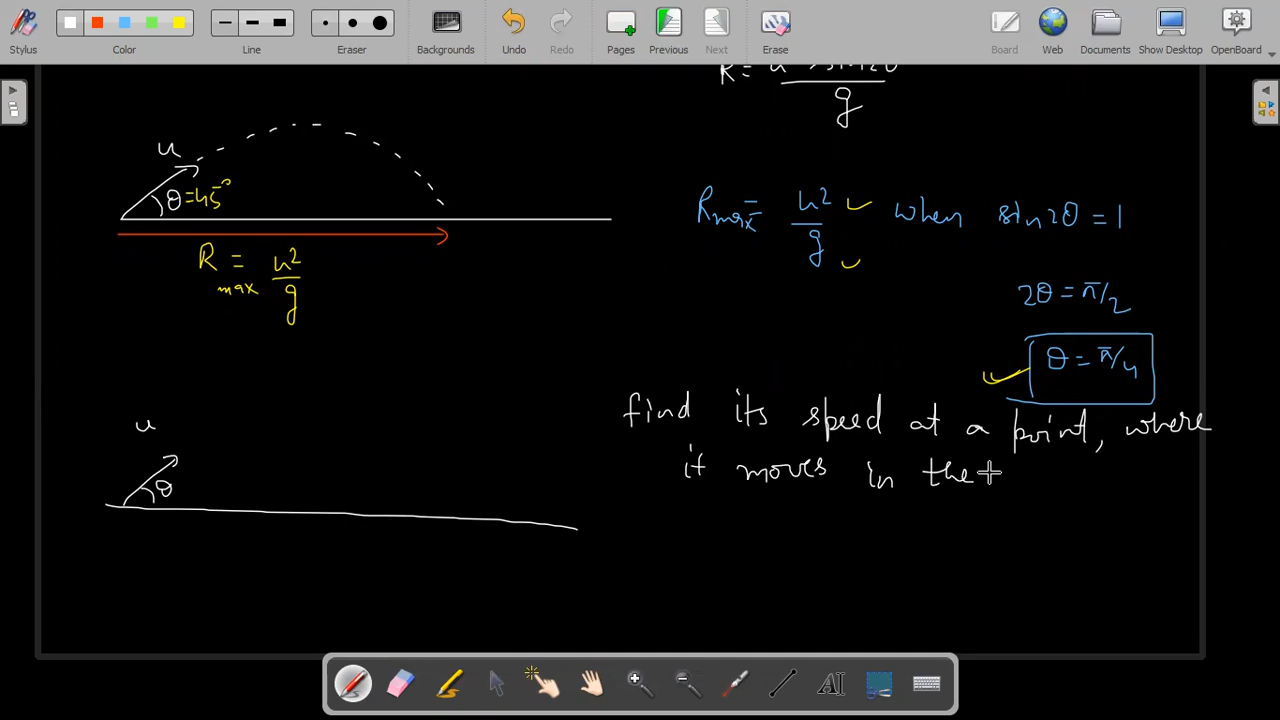 Stylus Color Line Eraser Backgrounds Undo Redo Pages Previous Next Erase Board Web Documents Show Desktop OpenBoard
g
u
θ=45°
R max = u²/g
Rmax = u²/g when sin2θ = 1
2θ = π/2
θ = π/4
find its speed at a point, where
it moves in the
u
θ